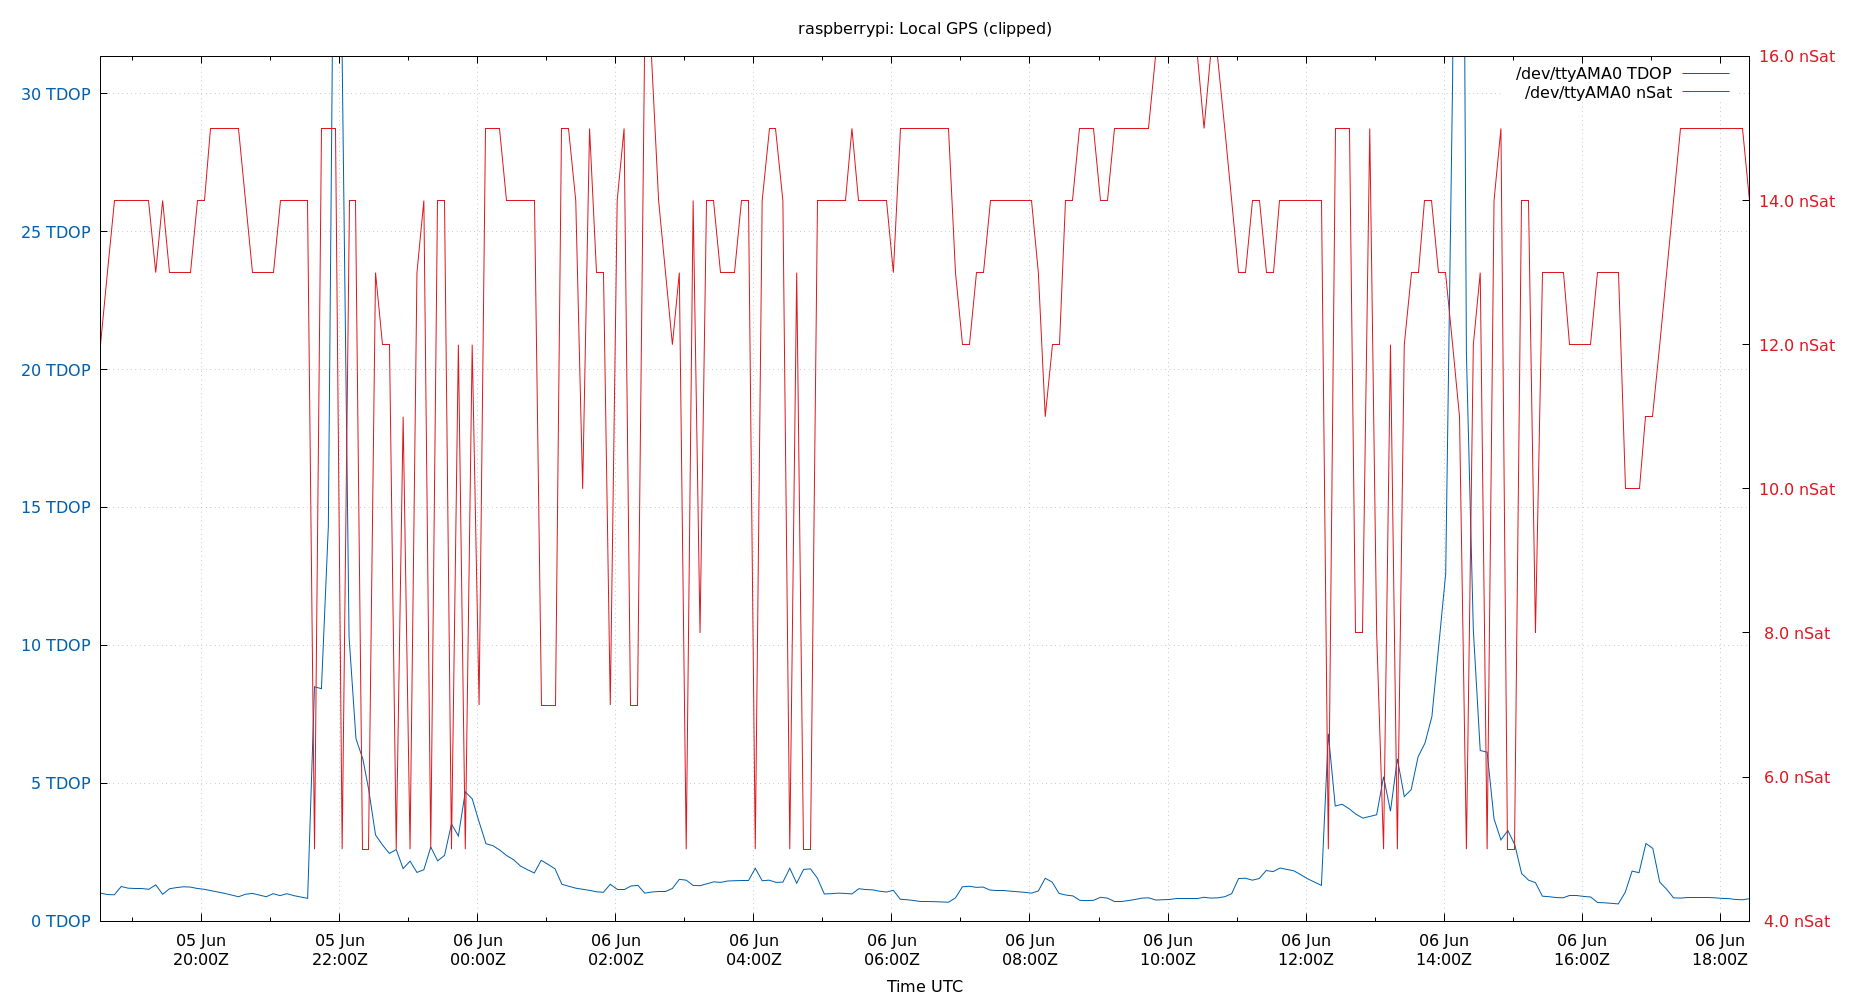 raspberrypi: Local GPS (clipped)
/dev/ttyAMA0 TDOP
/dev/ttyAMA0 nSat
30 TDOP
25 TDOP
20 TDOP
15 TDOP
10 TDOP
5 TDOP
0 TDOP
16.0 nSat
14.0 nSat
12.0 nSat
10.0 nSat
8.0 nSat
6.0 nSat
4.0 nSat
05 Jun
20:00Z
05 Jun
22:00Z
06 Jun
00:00Z
06 Jun
02:00Z
06 Jun
04:00Z
06 Jun
06:00Z
06 Jun
08:00Z
06 Jun
10:00Z
06 Jun
12:00Z
06 Jun
14:00Z
06 Jun
16:00Z
06 Jun
18:00Z
Time UTC